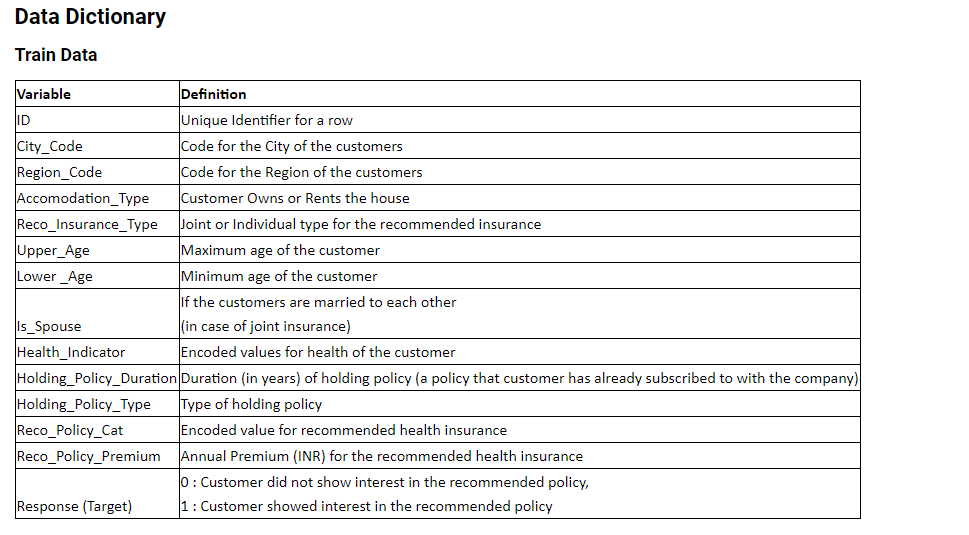 Data Dictionary
Train Data
Variable Definition
ID Unique Identifier for a row
City_Code Code for the City of the customers
Region_Code Code for the Region of the customers
Accomodation_Type Customer Owns or Rents the house
Reco_Insurance_Type Joint or Individual type for the recommended insurance
Upper_Age Maximum age of the customer
Lower _Age Minimum age of the customer
If the customers are married to each other
Is_Spouse (in case of joint insurance)
Health_Indicator Encoded values for health of the customer
Holding_Policy_Duration Duration (in years) of holding policy (a policy that customer has already subscribed to with the company)
Holding_Policy_Type Type of holding policy
Reco_Policy_Cat Encoded value for recommended health insurance
Reco_Policy_Premium Annual Premium (INR) for the recommended health insurance
0 : Customer did not show interest in the recommended policy,
Response (Target) 1 : Customer showed interest in the recommended policy